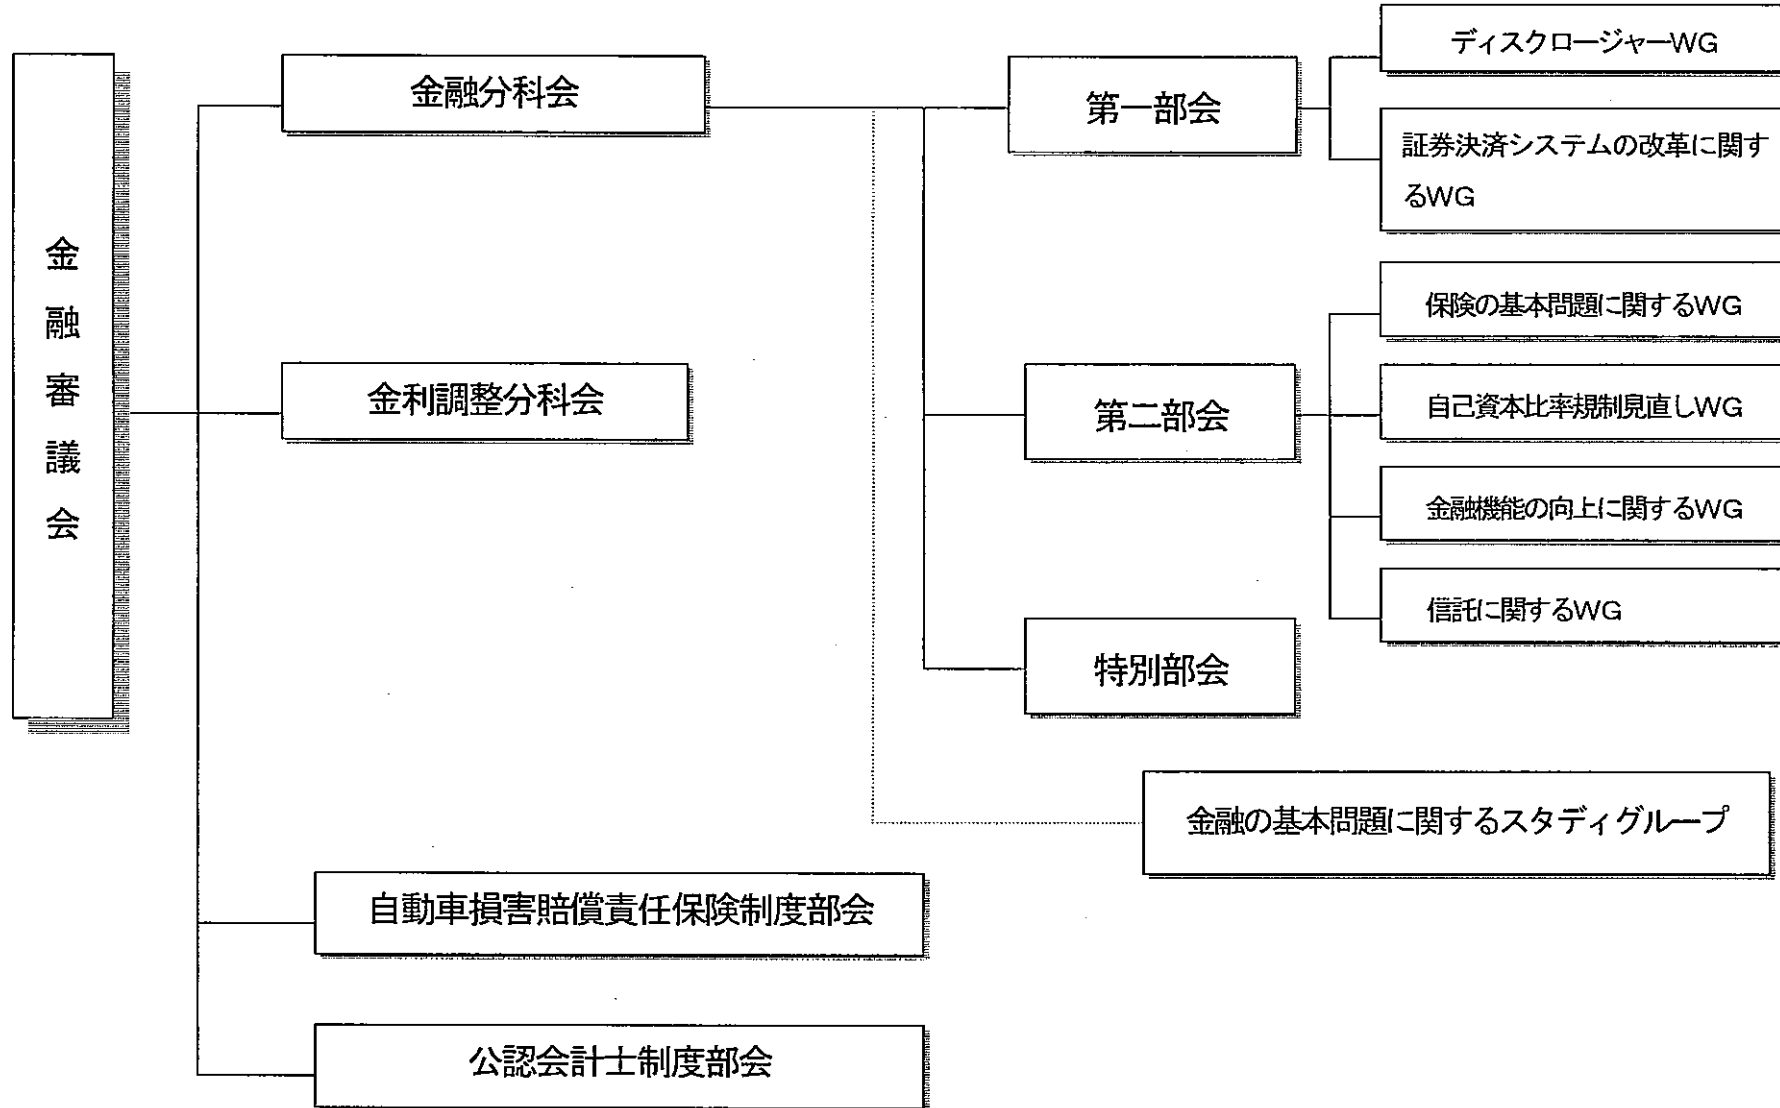 金融審議会
金融分科会
金利調整分科会
自動車損害賠償責任保険制度部会
公認会計士制度部会
第一部会
第二部会
特別部会
金融の基本問題に関するスタディグループ
ディスクロージャーWG
証券決済システムの改革に関す
るWG
保険の基本問題に関するWG
自己資本比率規制見直しWG
金融機能の向上に関するWG
信託に関するWG